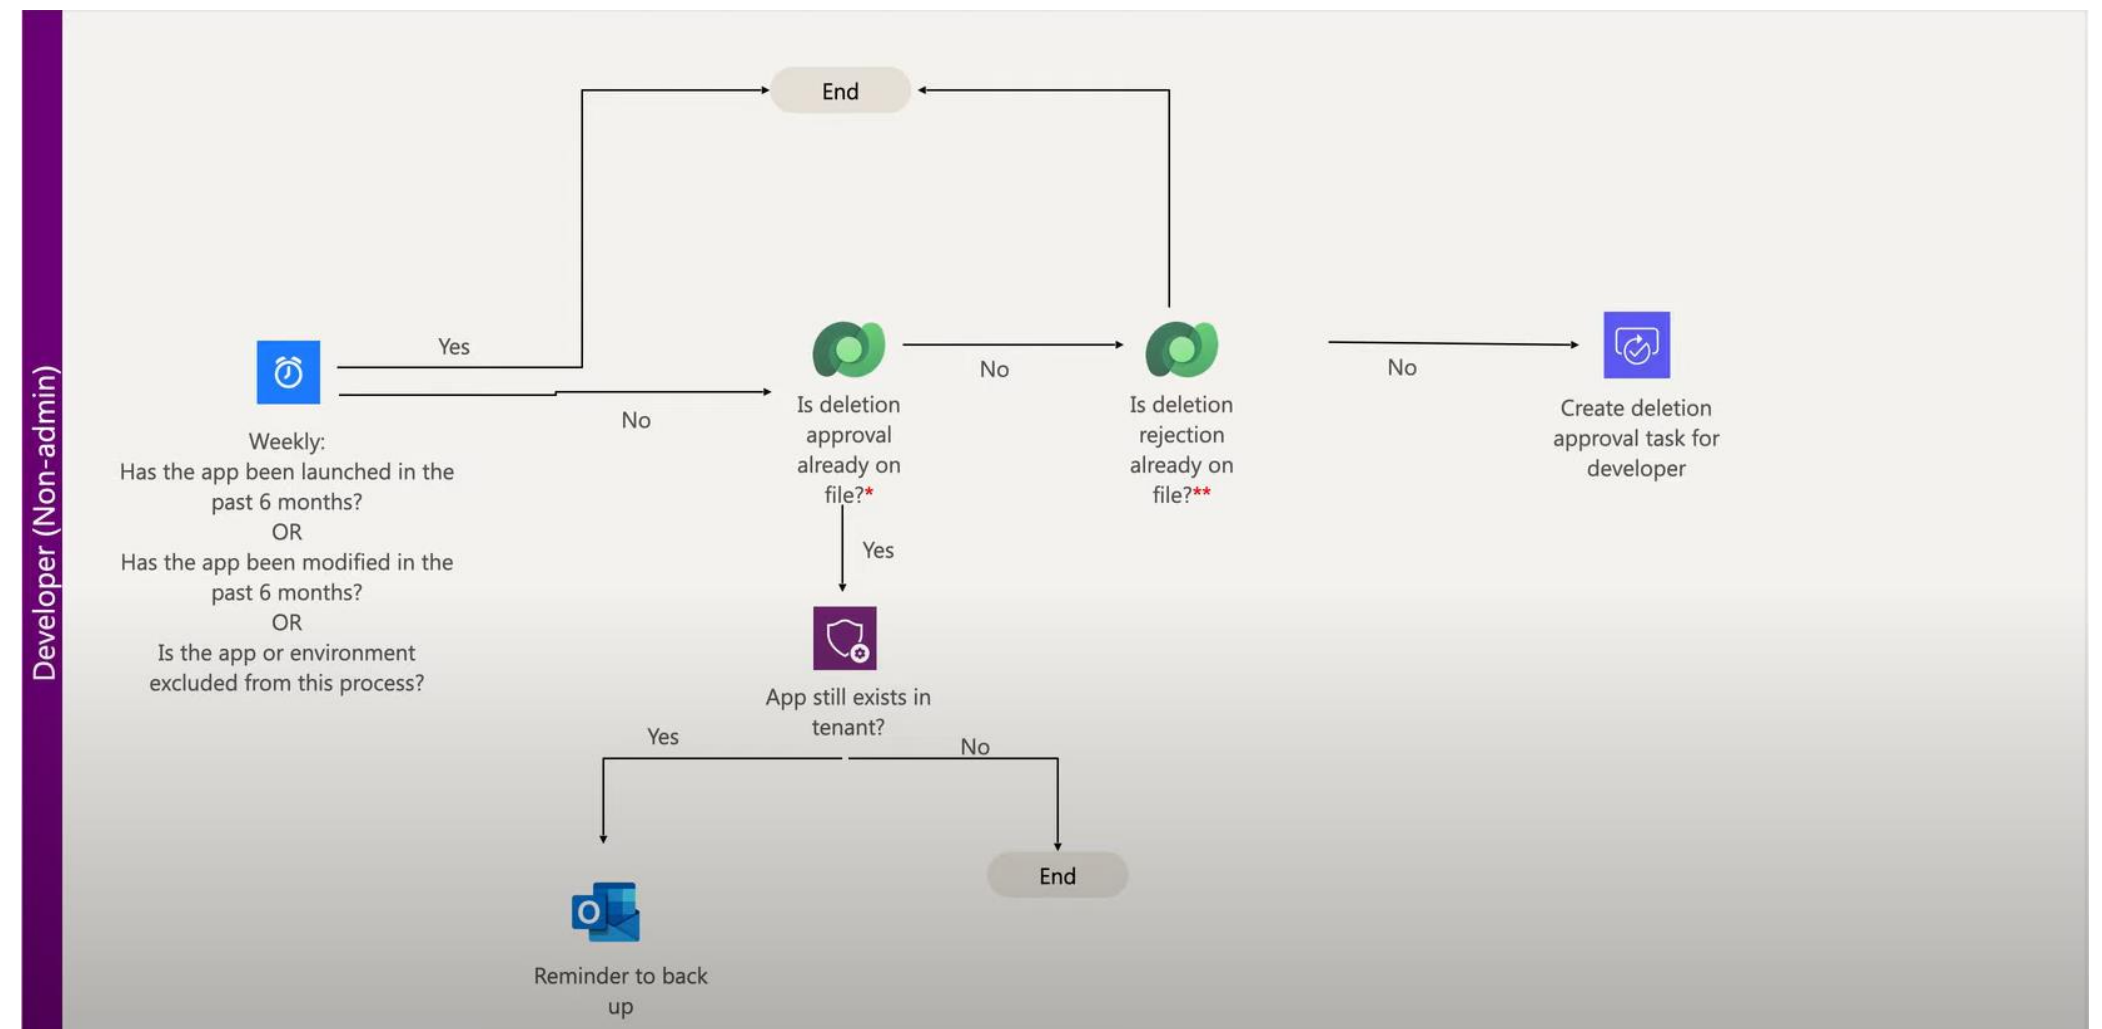 Developer (Non-admin)
End
Yes
No
Weekly:
Has the app been launched in the
past 6 months?
OR
Has the app been modified in the
past 6 months?
OR
Is the app or environment
excluded from this process?
Is deletion
approval
already on
file?*
No
Is deletion
rejection
already on
file?**
No
Create deletion
approval task for
developer
Yes
App still exists in
tenant?
Yes
No
O
Reminder to back
up
End